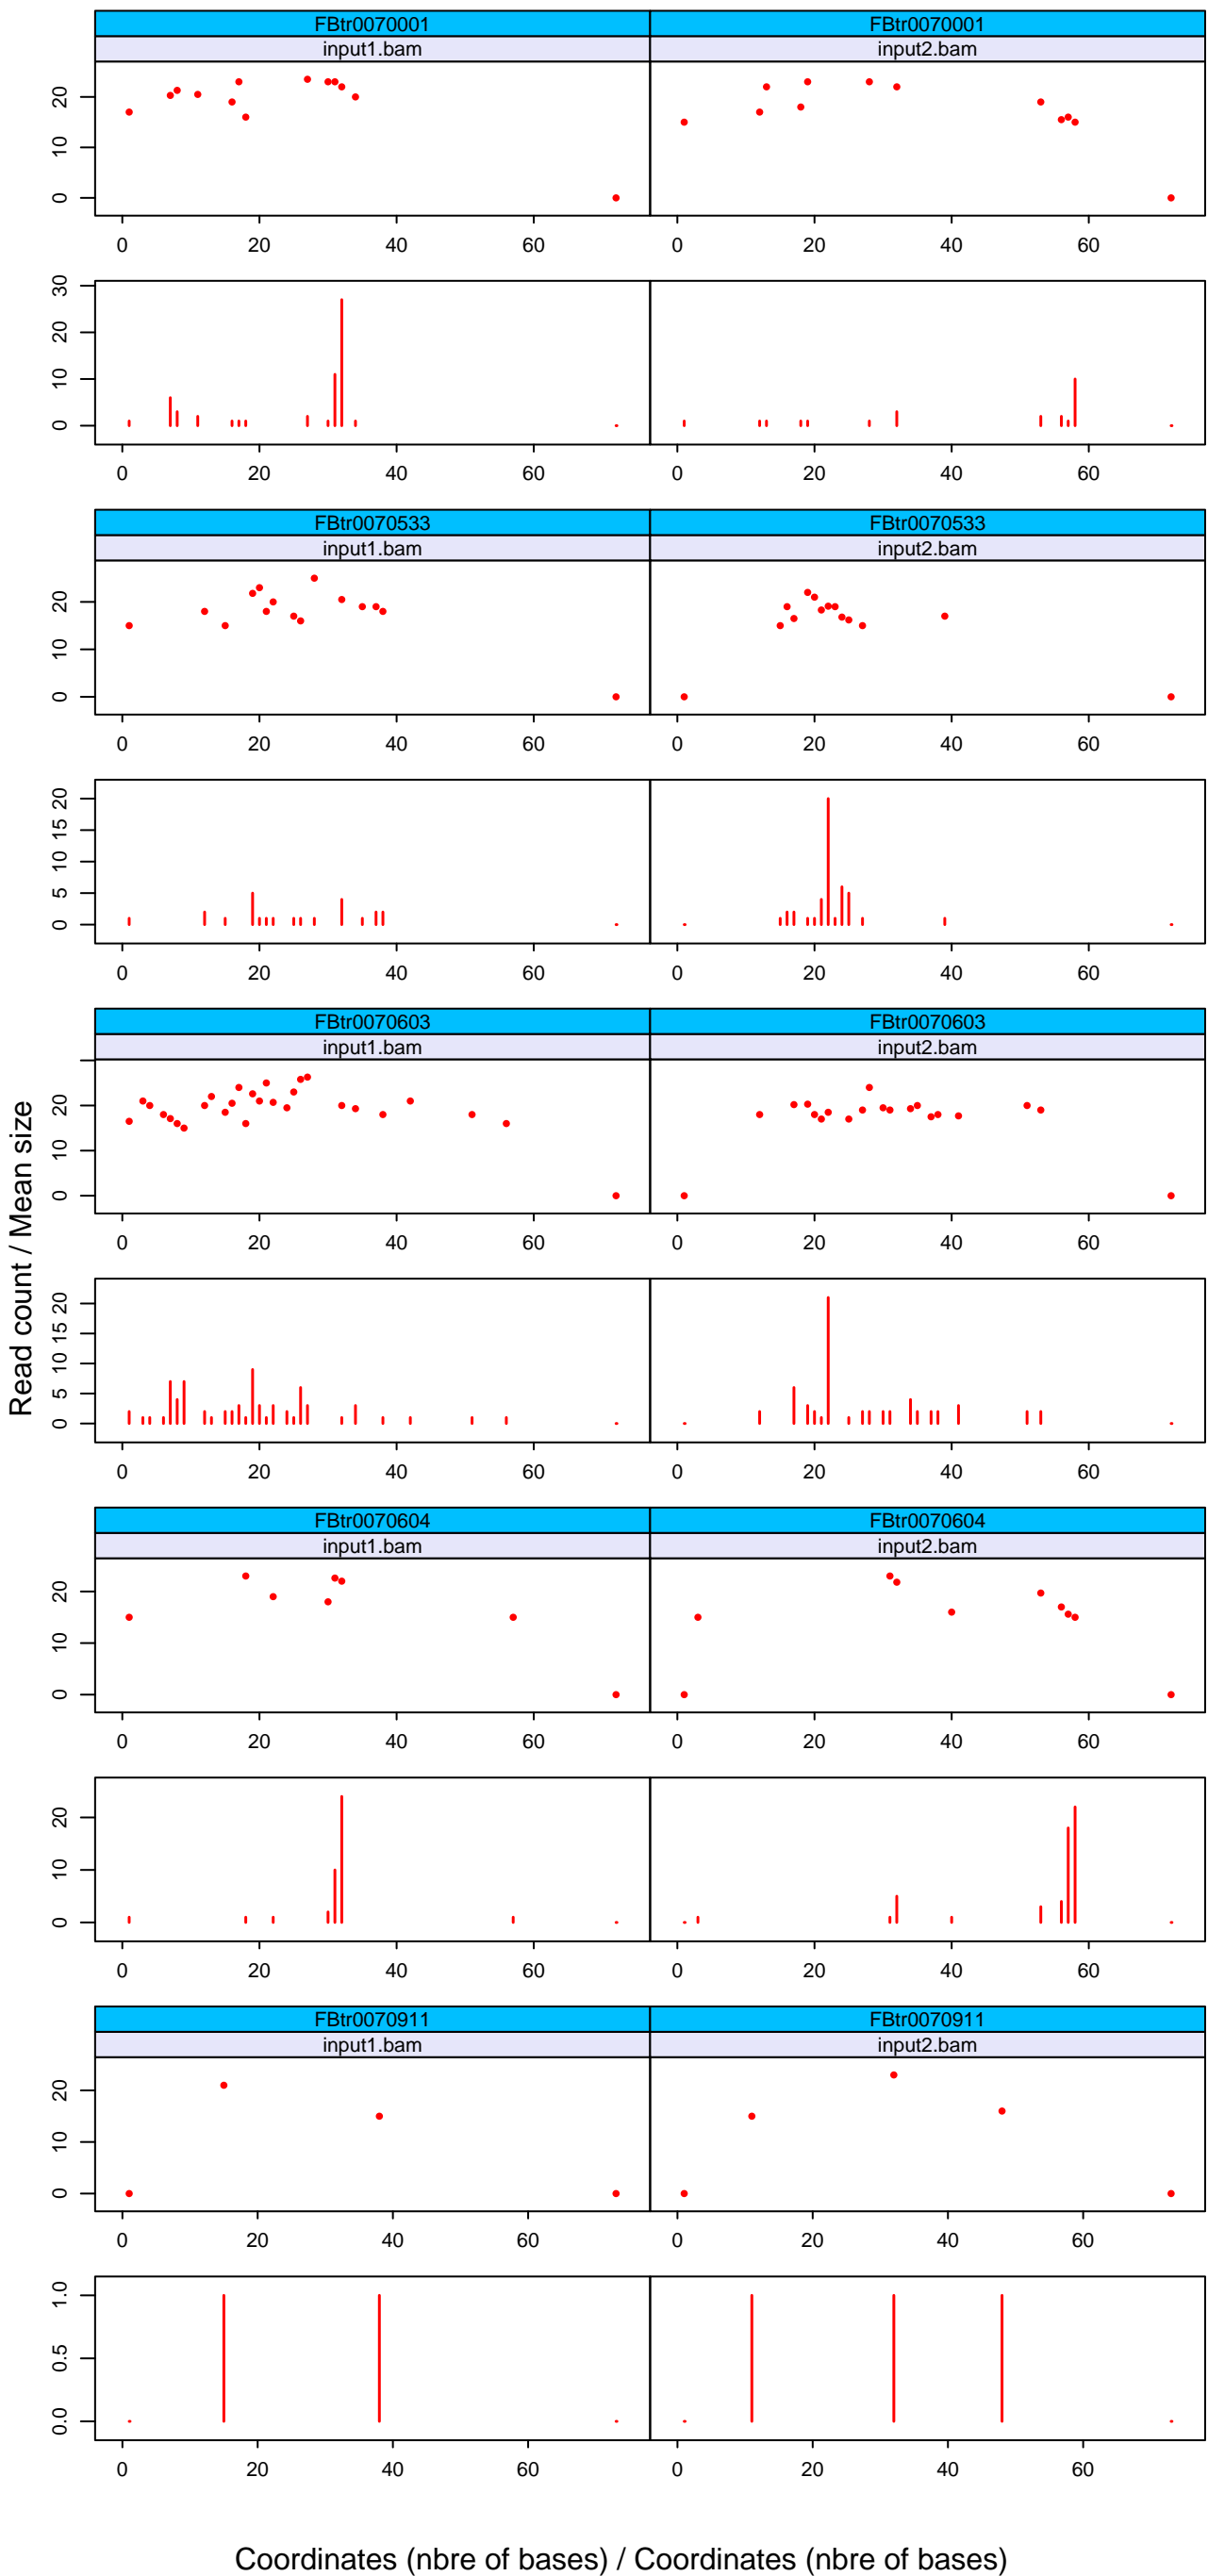 FBtr0070001 FBtr0070001
input1.bam input2.bam
20
10
0
0 20 40 60 0 20 40 60
30
20
10
0
0 20 40 60 0 20 40 60
FBtr0070533 FBtr0070533
input1.bam input2.bam
20
10
0
0 20 40 60 0 20 40 60
20
15
10
5
0
0 20 40 60 0 20 40 60
FBtr0070603 FBtr0070603
input1.bam input2.bam
20
10
0
0 20 40 60 0 20 40 60
Read count / Mean size
20
15
10
5
0
0 20 40 60 0 20 40 60
FBtr0070604 FBtr0070604
input1.bam input2.bam
20
10
0
0 20 40 60 0 20 40 60
20
10
0
0 20 40 60 0 20 40 60
FBtr0070911 FBtr0070911
input1.bam input2.bam
20
10
0
0 20 40 60 0 20 40 60
1.0
0.5
0.0
0 20 40 60 0 20 40 60
Coordinates (nbre of bases) / Coordinates (nbre of bases)